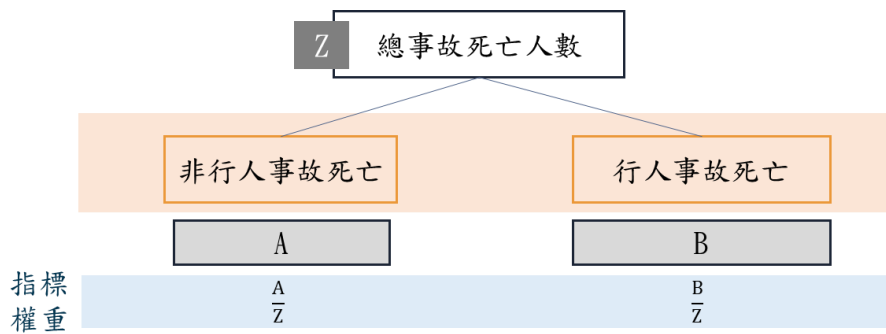 Z 總事故死亡人數
非行人事故死亡 行人事故死亡
A B
指標
權重
A/Z B/Z